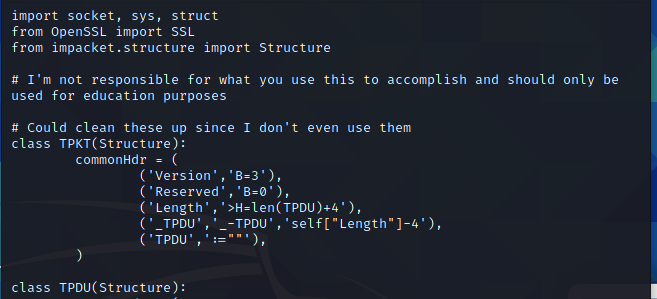 import socket, sys, struct
from OpenSSL import SSL
from impacket.structure import Structure
# I'm not responsible for what you use this to accomplish and should only be
used for education purposes
# Could clean these up since I don't even use them
class TPKT(Structure):
commonHdr = (
('Version','B=3'),
('Reserved','B=0'),
('Length','>H=len(TPDU)+4'),
('_TPDU','_-TPDU','self["Length"]-4'),
('TPDU',':=""'),
)
class TPDU(Structure):